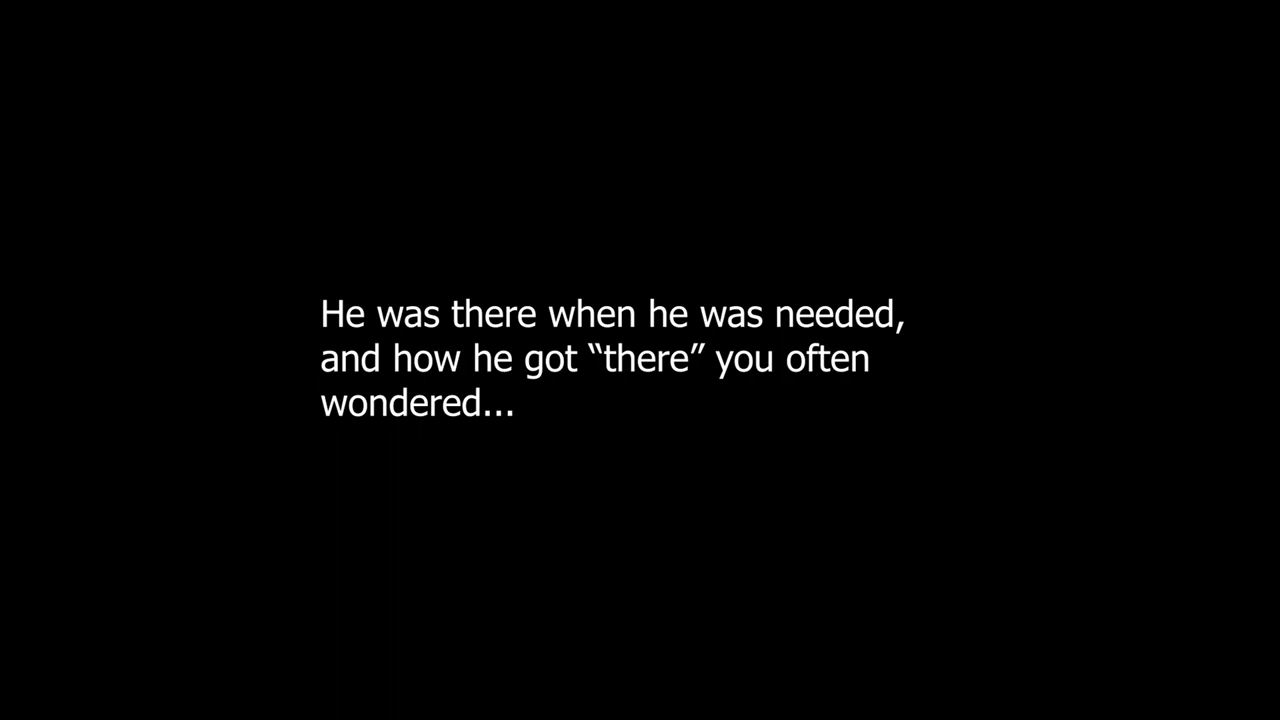 He was there when he was needed,
and how he got “there” you often
wondered...